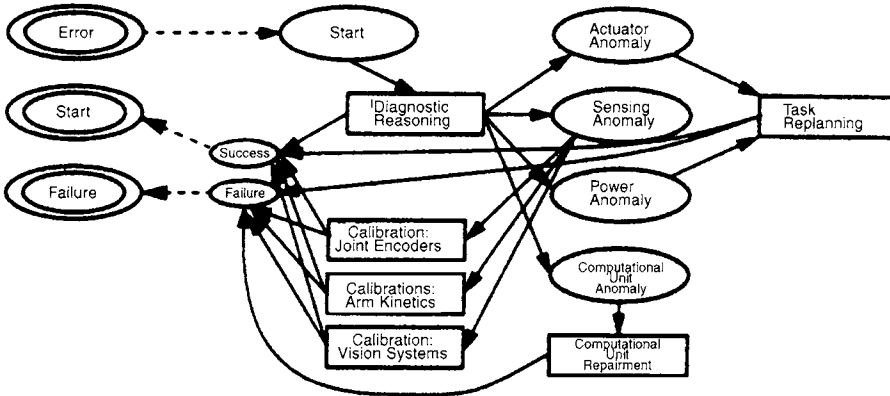 Error
Start
Actuator
Anomaly
Start
Diagnostic
Reasoning
Sensing
Anomaly
Task
Replanning
Success
Failure
Failure
Power
Anomaly
Calibration:
Joint Encoders
Calibrations:
Arm Kinetics
Computational
Unit
Anomaly
Calibration:
Vision Systems
Computational
Unit
Repairment